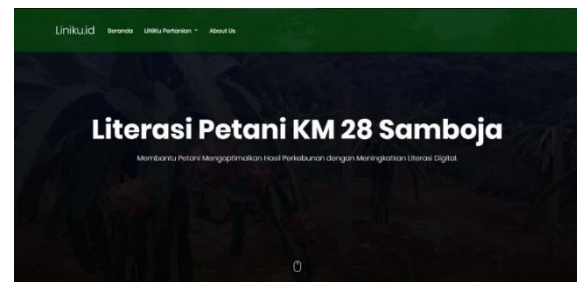 Liniku.id Beranda UNIKu Pertanian About Us
Literasi Petani KM 28 Samboja
Membantu Petani Mengoptimalkan Hasil Perkebunan dengan Meningkatkan Literasi Digital.